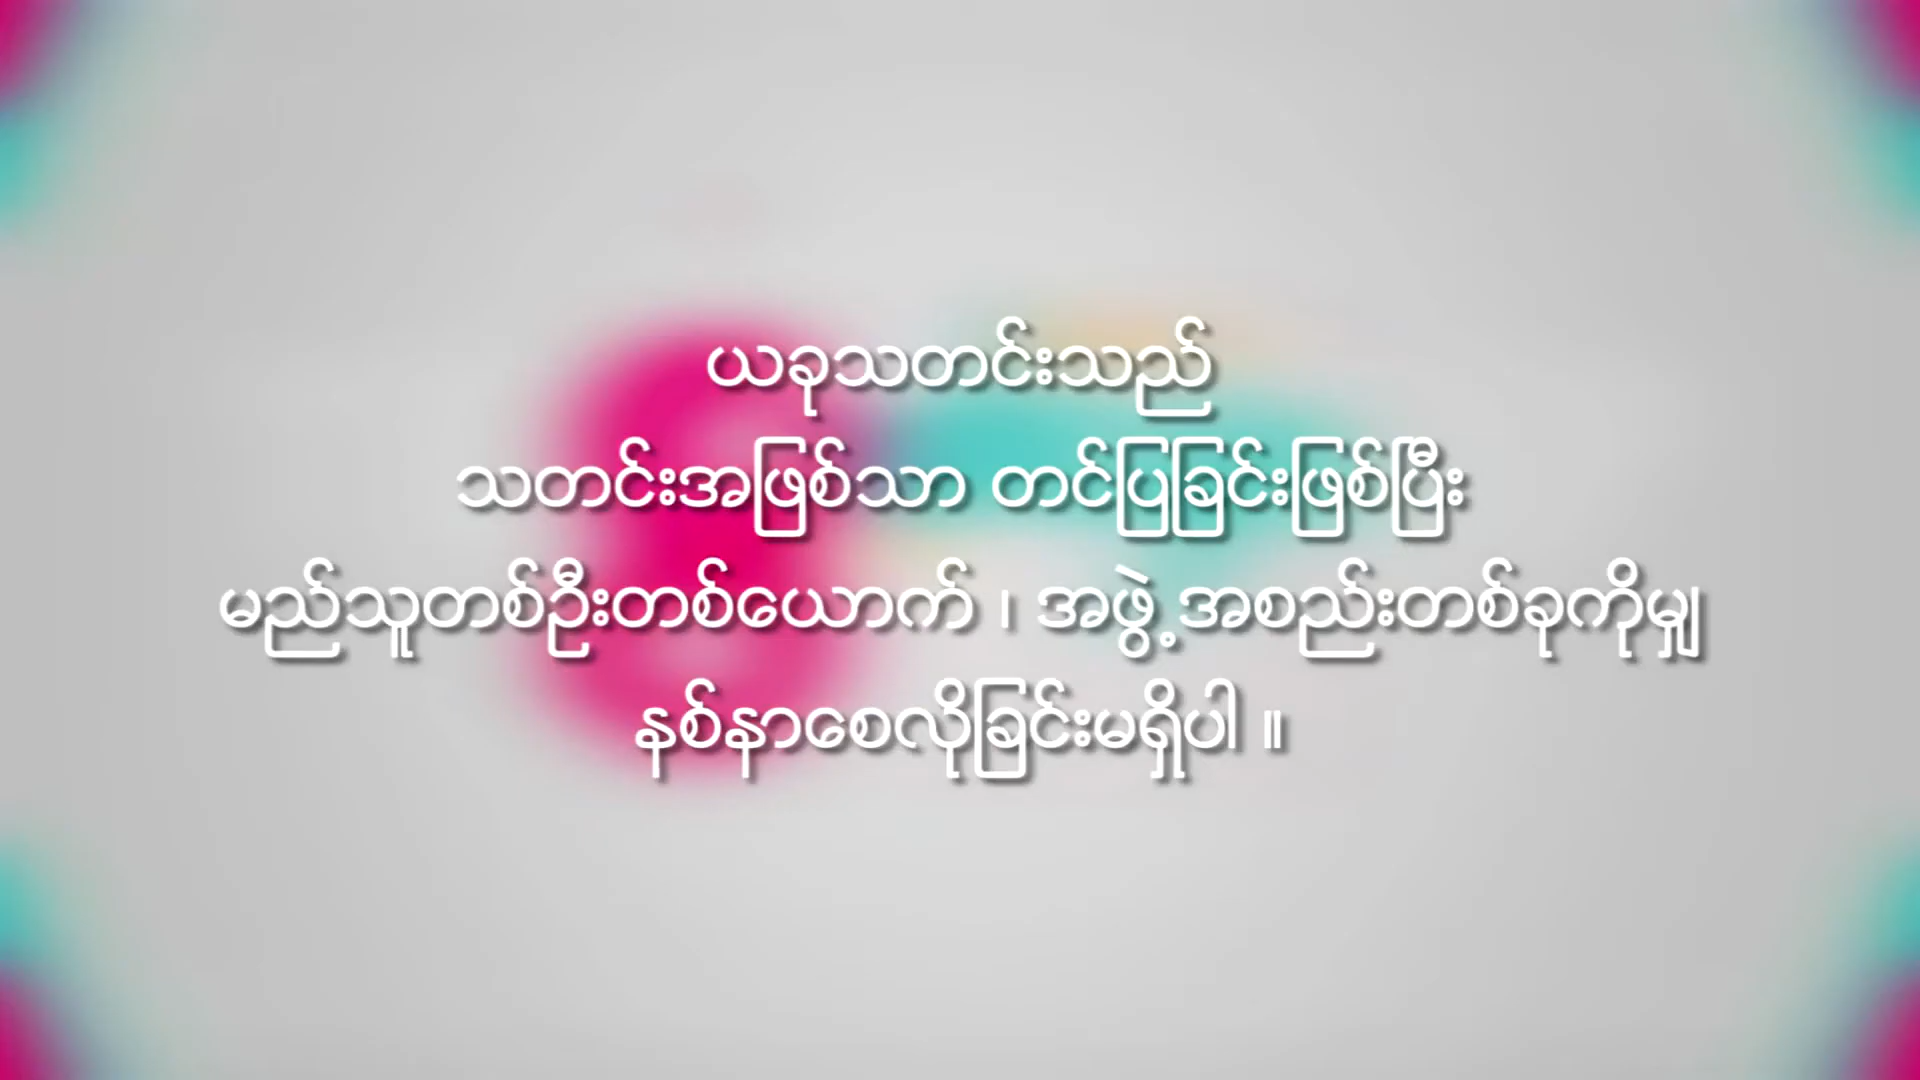 ယခုသတင်းသည်
သတင်းအဖြစ်သာ တင်ပြခြင်းဖြစ်ပြီး
မည်သူတစ်ဦးတစ်ယောက် ၊ အဖွဲ့အစည်းတစ်ခုကိုမျှ
နစ်နာစေလိုခြင်းမရှိပါ ။